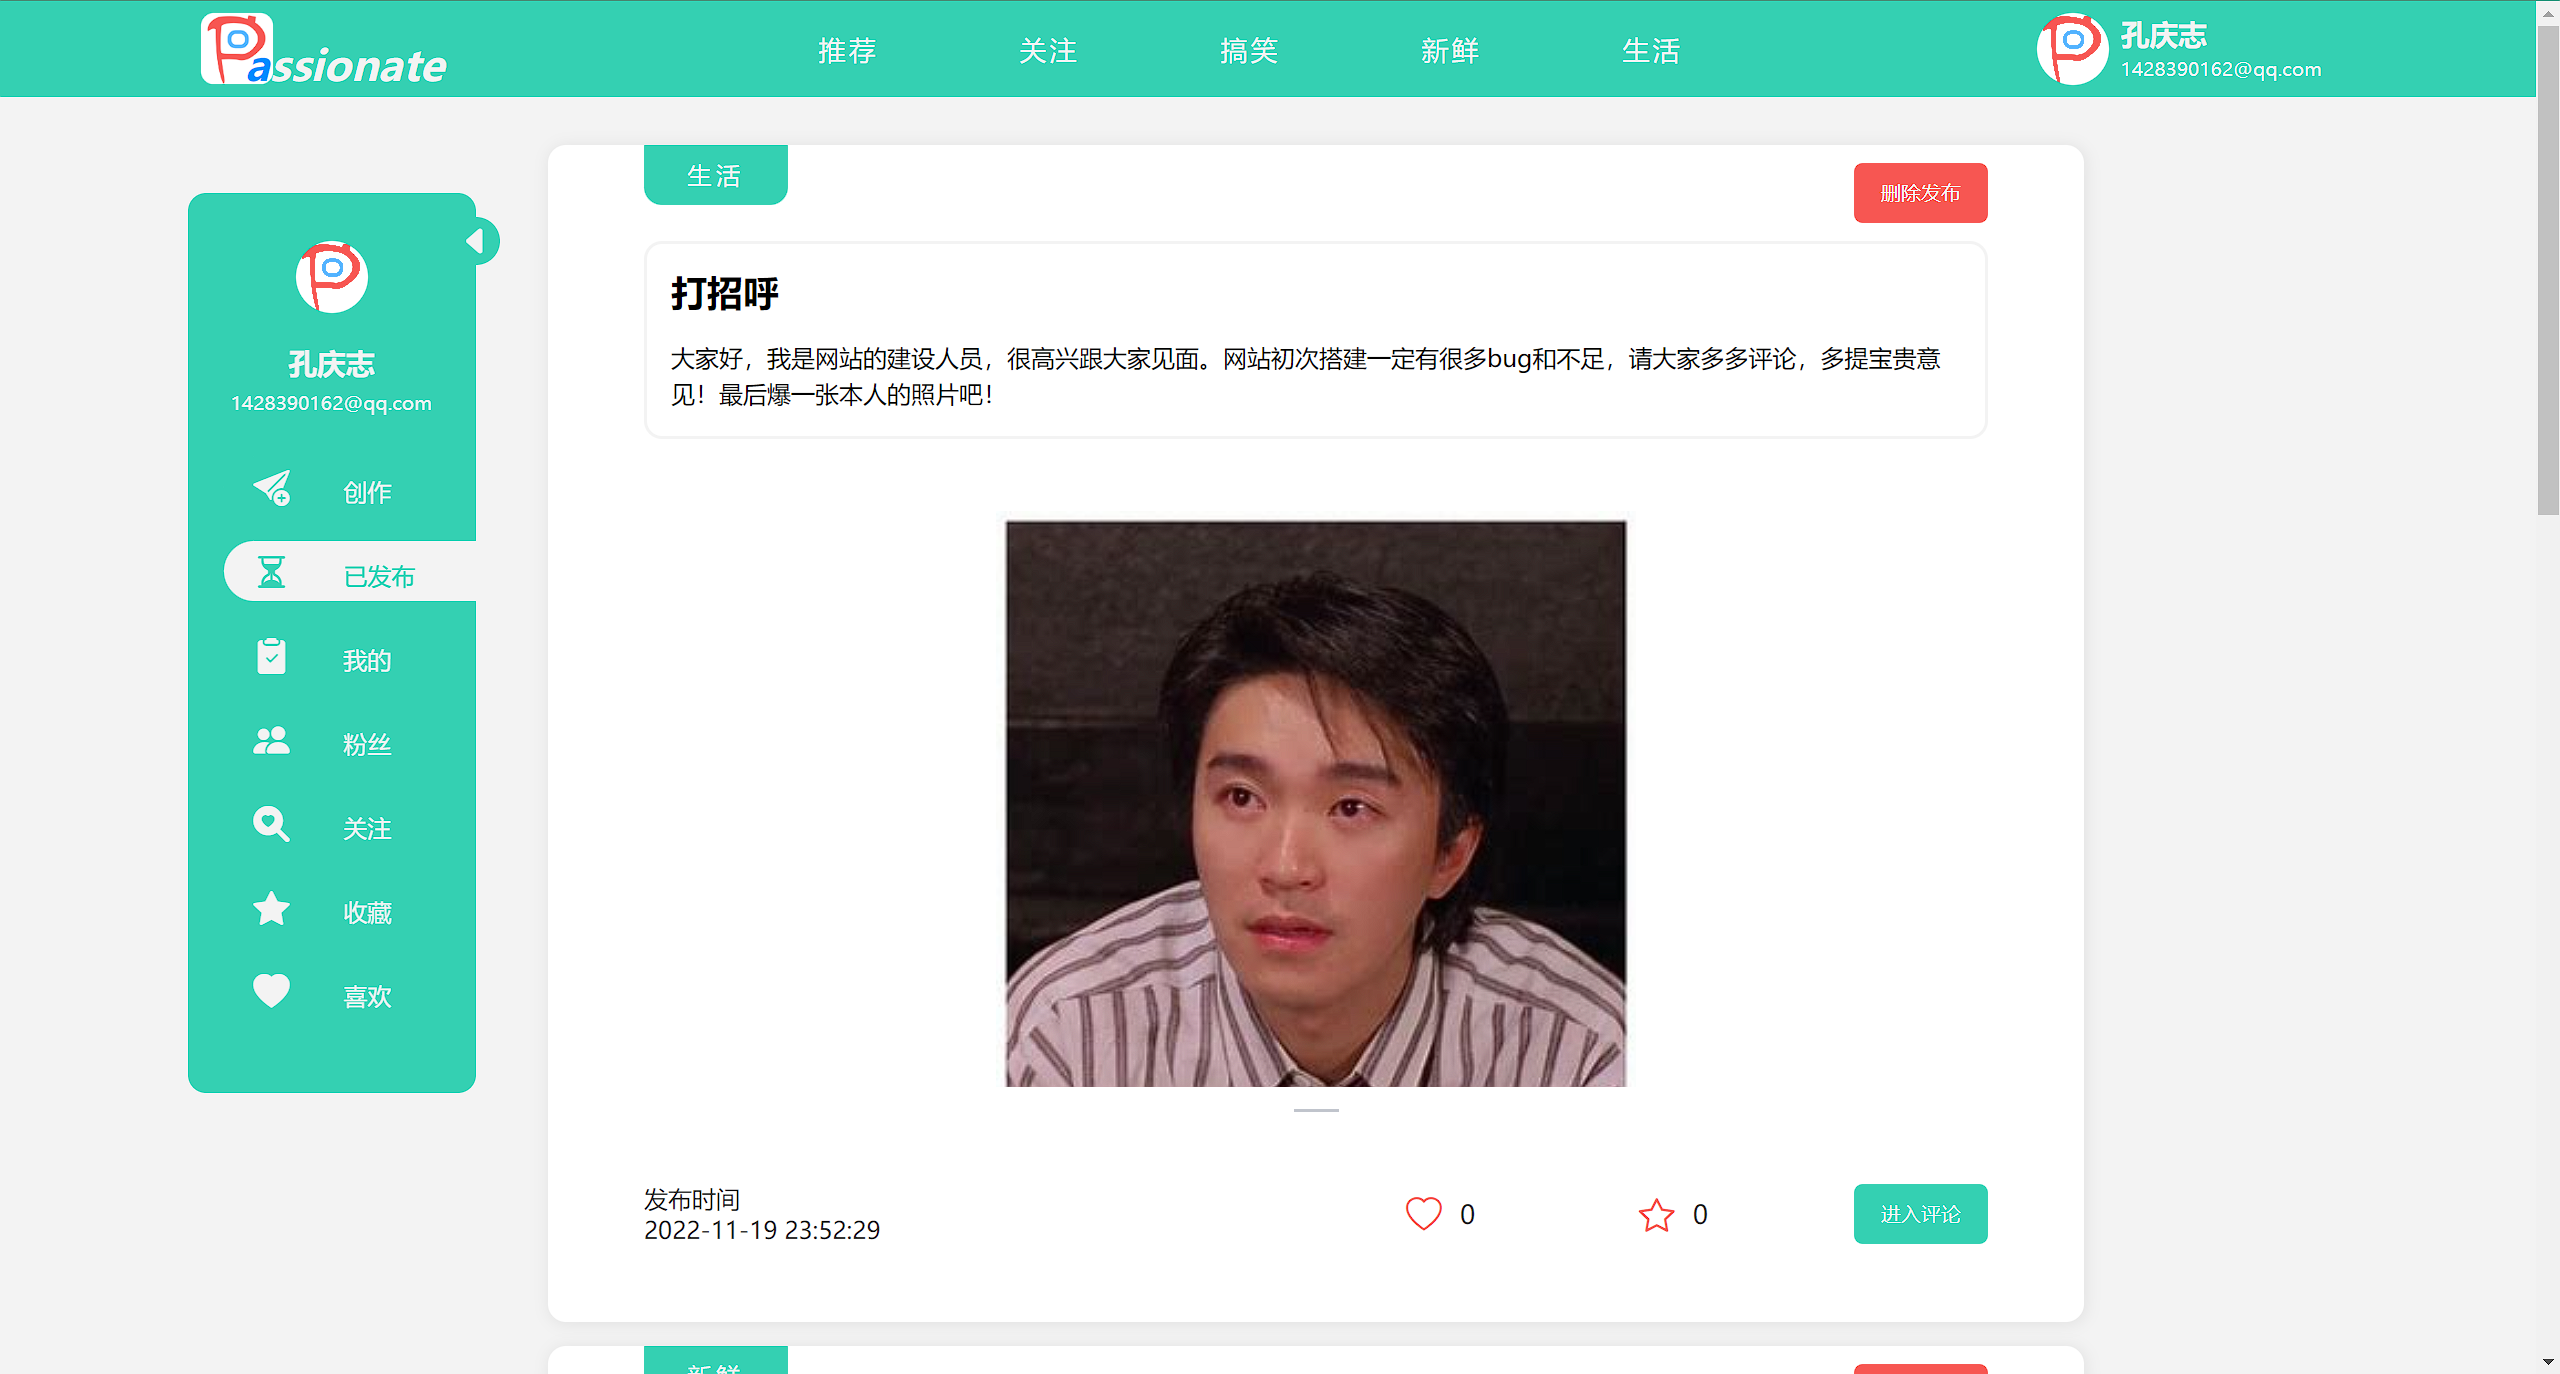 Passionate
推荐
关注
搞笑
新鲜
生活
孔庆志
1428390162@qq.com
孔庆志
1428390162@qq.com
创作
已发布
我的
粉丝
关注
收藏
喜欢
生活
删除发布
打招呼
大家好，我是网站的建设人员，很高兴跟大家见面。网站初次搭建一定有很多bug和不足，请大家多多评论，多提宝贵意
见！最后爆一张本人的照片吧！
发布时间
2022-11-19 23:52:29
0
0
进入评论
新鲜